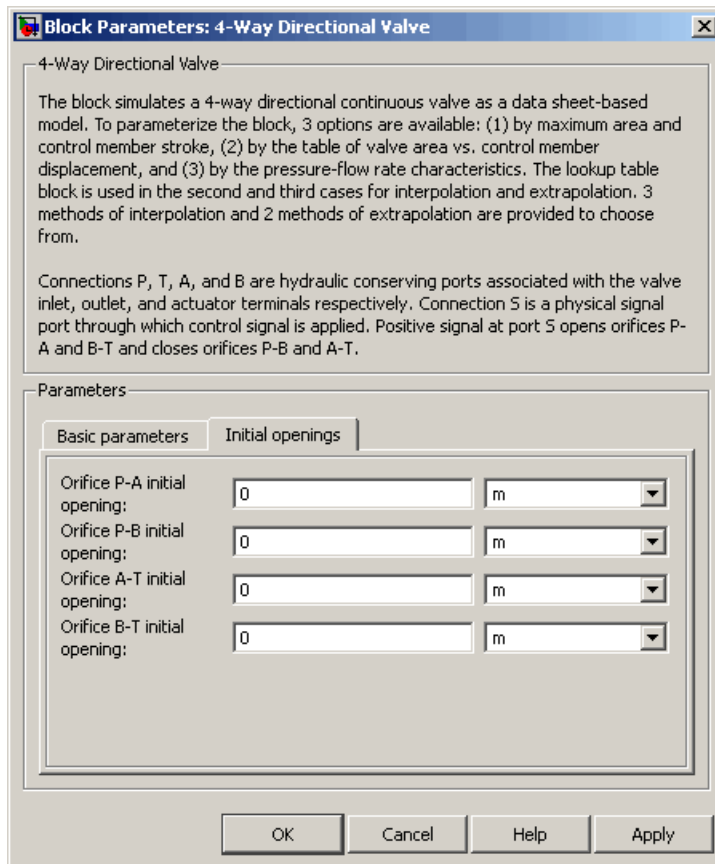 Block Parameters: 4-Way Directional Valve
4-Way Directional Valve
The block simulates a 4-way directional continuous valve as a data sheet-based
model. To parameterize the block, 3 options are available: (1) by maximum area and
control member stroke, (2) by the table of valve area vs. control member
displacement, and (3) by the pressure-flow rate characteristics. The lookup table
block is used in the second and third cases for interpolation and extrapolation. 3
methods of interpolation and 2 methods of extrapolation are provided to choose
from.
Connections P, T, A, and B are hydraulic conserving ports associated with the valve
inlet, outlet, and actuator terminals respectively. Connection S is a physical signal
port through which control signal is applied. Positive signal at port S opens orifices P-
A and B-T and closes orifices P-B and A-T.
Parameters
Basic parameters Initial openings
Orifice P-A initial
opening:
0 m
Orifice P-B initial
opening:
0 m
Orifice A-T initial
opening:
0 m
Orifice B-T initial
opening:
0 m
OK Cancel Help Apply